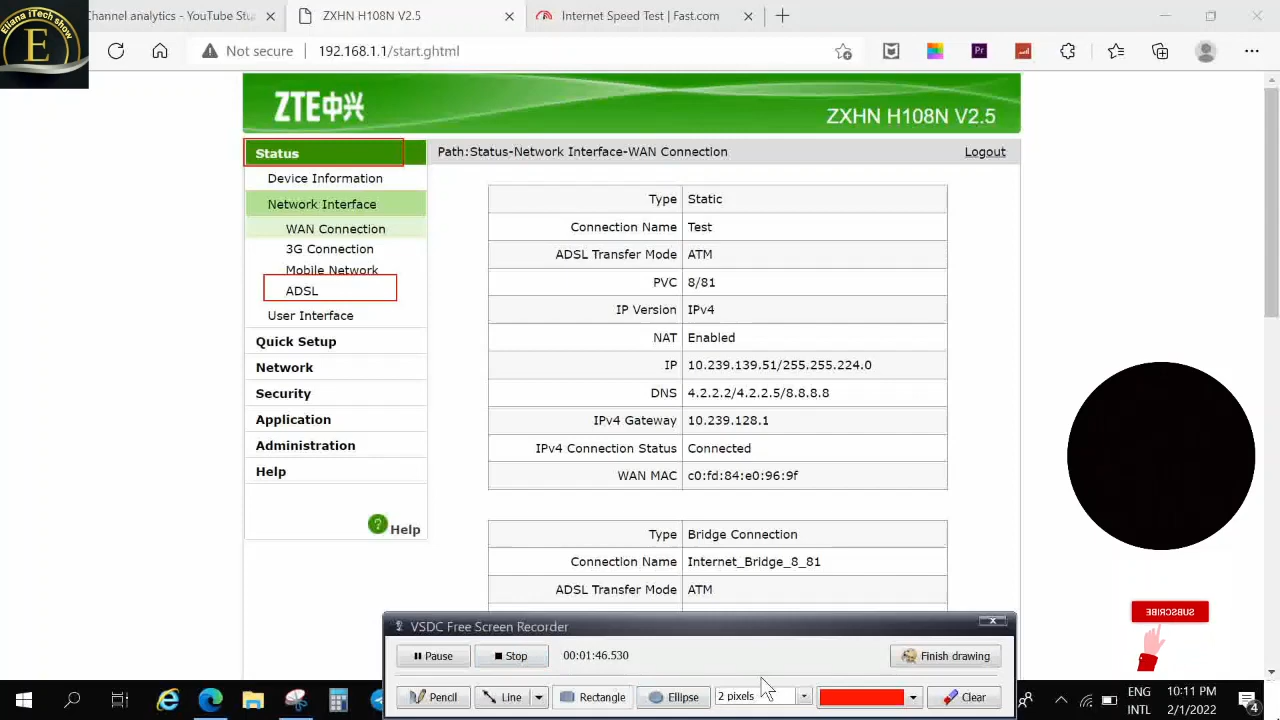 Channel analytics - YouTube Stu
ZXHN H108N V2.5
Internet Speed Test | Fast.com
Eliana iTech show
E
Not secure
192.168.1.1/start.ghtml
Pr
ZTE中兴
ZXHN H108N V2.5
Status
Path:Status-Network Interface-WAN Connection
Logout
Device Information
Network Interface
WAN Connection
3G Connection
Mobile Network
ADSL
User Interface
Quick Setup
Network
Security
Application
Administration
Help
? Help
Type Static
Connection Name Test
ADSL Transfer Mode ATM
PVC 8/81
IP Version IPv4
NAT Enabled
IP 10.239.139.51/255.255.224.0
DNS 4.2.2.2/4.2.2.5/8.8.8.8
IPv4 Gateway 10.239.128.1
IPv4 Connection Status Connected
WAN MAC c0:fd:84:e0:96:9f
Type Bridge Connection
Connection Name Internet_Bridge_8_81
ADSL Transfer Mode ATM
SUBSCRIBE
VSDC Free Screen Recorder
Pause
Stop
00:01:46.530
Finish drawing
Pencil
Line
Rectangle
Ellipse
2 pixels
Clear
ENG
INTL
10:11 PM
2/1/2022
4